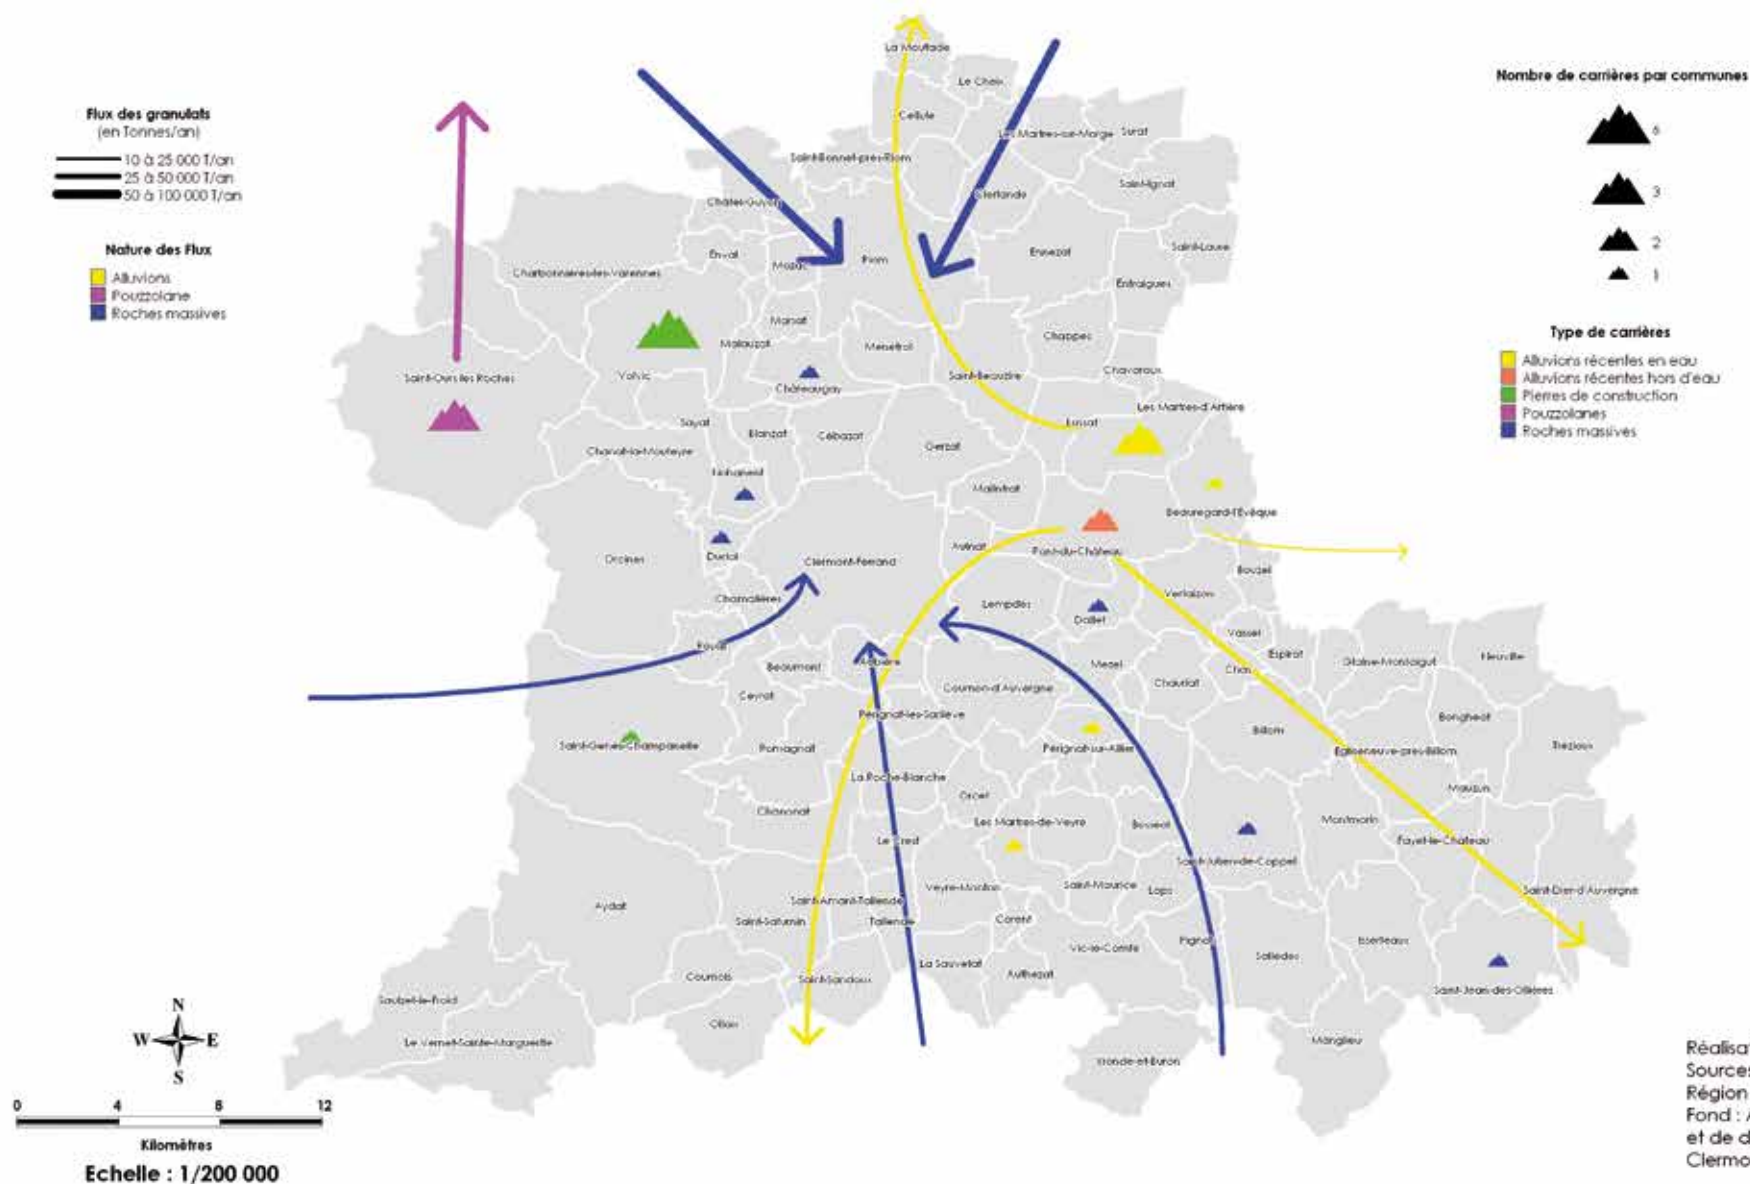 Flux des granulats
(en Tonnes/an)
10 à 25 000 T/an
25 à 50 000 T/an
50 à 100 000 T/an
Nature des Flux
Alluvions
Pouzzolane
Roches massives
Nombre de carrières par communes
6
3
2
1
Type de carrières
Alluvions récentes en eau
Alluvions récentes hors d'eau
Pierres de construction
Pouzzolanes
Roches massives
La Moutade
Le Cheix
Cellule
Les Martres-sur-Morge
Surat
Saint-Bonnet-près-Riom
Saint-Ignat
Clerlande
Châtel-Guyon
Enval
Mozac
Riom
Ennezat
Saint-Laure
Charbonnières-les-Varennes
Entraigues
Marsat
Malauzat
Ménétrol
Chappes
Saint-Ours les Roches
Volvic
Châteaugay
Saint-Beauzire
Chavaroux
Les Martres-d'Artière
Lussat
Sayat
Blanzat
Cébazat
Gerzat
Chanat-la-Mouteyre
Nohanent
Malintrat
Beauregard-l'Évêque
Orcines
Durtol
Clermont-Ferrand
Aulnat
Pont-du-Château
Bouzel
Vertaizon
Chamalières
Lempdes
Dallet
Vassel
Espirat
Royat
Beaumont
Aubière
Mezel
Chauriat
Chas
Glaine-Montaigut
Neuville
Ceyrat
Cournon-d'Auvergne
Pérignat-les-Sarliève
Billom
Bongheat
Saint-Genès-Champanelle
Romagnat
Pérignat-sur-Allier
Egliseneuve-près-Billom
Trézioux
La Roche-Blanche
Orcet
Mauzun
Chanonat
Les Martres-de-Veyre
Busséol
Montmorin
Le Crest
Fayet-le-Château
Saint-Julien-de-Coppel
Veyre-Monton
Saint-Maurice
Laps
Saint-Dier-d'Auvergne
Aydat
Saint-Amant-Tallende
Saint-Saturnin
Tallende
Corent
Vic-le-Comte
Pignols
Isserteaux
Sallèdes
La Sauvetat
Authezat
Cournols
Saint-Sandoux
Saint-Jean-des-Ollières
Saulzet-le-Froid
Olloix
Le Vernet-Sainte-Marguerite
Manglieu
Yronde-et-Buron
N
W
E
S
0 4 8 12
Kilomètres
Echelle : 1/200 000
Réalisa
Sources
Région
Fond : A
et de d
Clermo